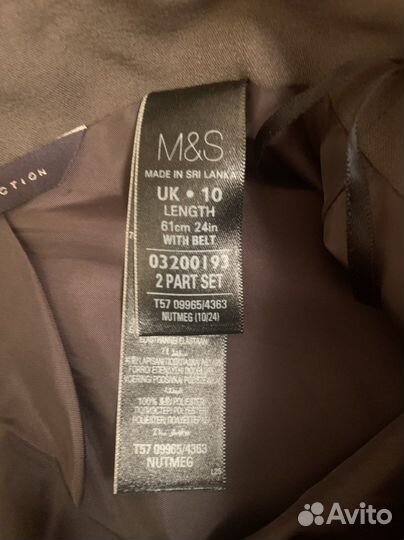 CTION
M&S
MADE IN SRI LANKA
UK • 10
LENGTH
61cm 24in
WITH BELT
03200193
2 PART SET
T57 09965/4363
NUTMEG (10/24)
100%
POLYESTER
T57 09965/4363
NUTMEG
Avito